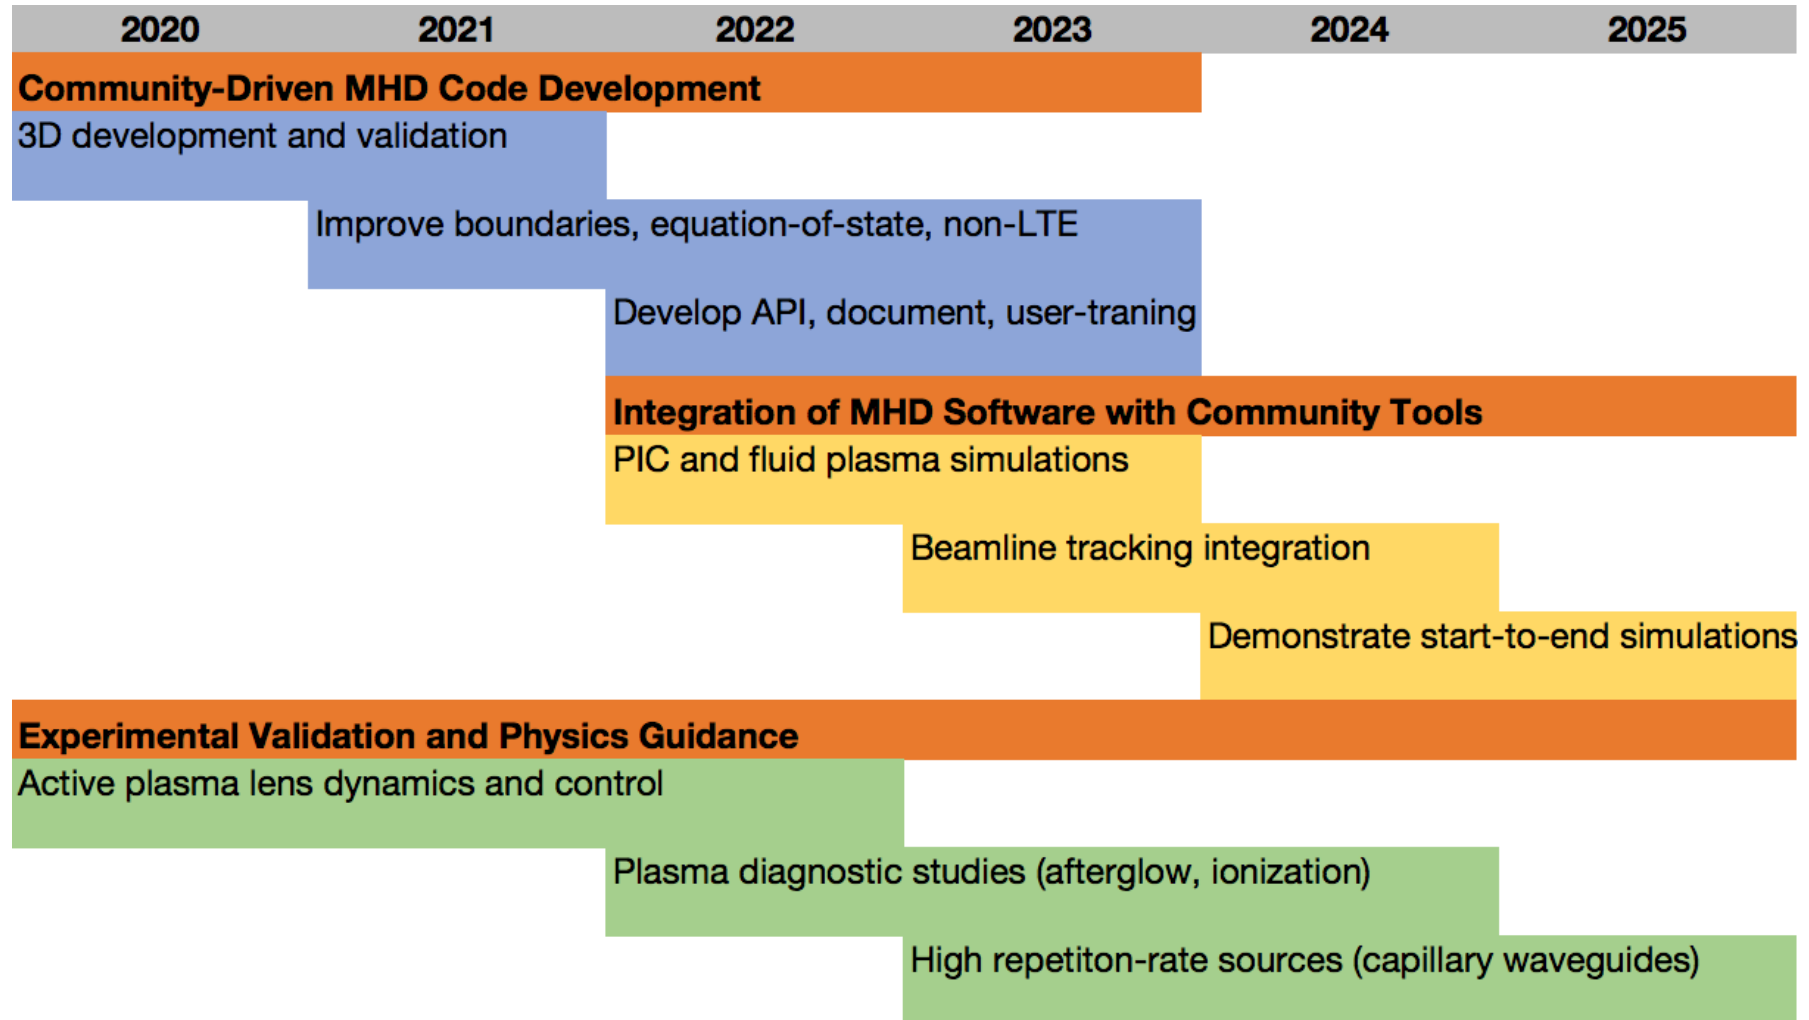 2020 2021 2022 2023 2024 2025
Community-Driven MHD Code Development
3D development and validation
Improve boundaries, equation-of-state, non-LTE
Develop API, document, user-traning
Integration of MHD Software with Community Tools
PIC and fluid plasma simulations
Beamline tracking integration
Demonstrate start-to-end simulations
Experimental Validation and Physics Guidance
Active plasma lens dynamics and control
Plasma diagnostic studies (afterglow, ionization)
High repetiton-rate sources (capillary waveguides)